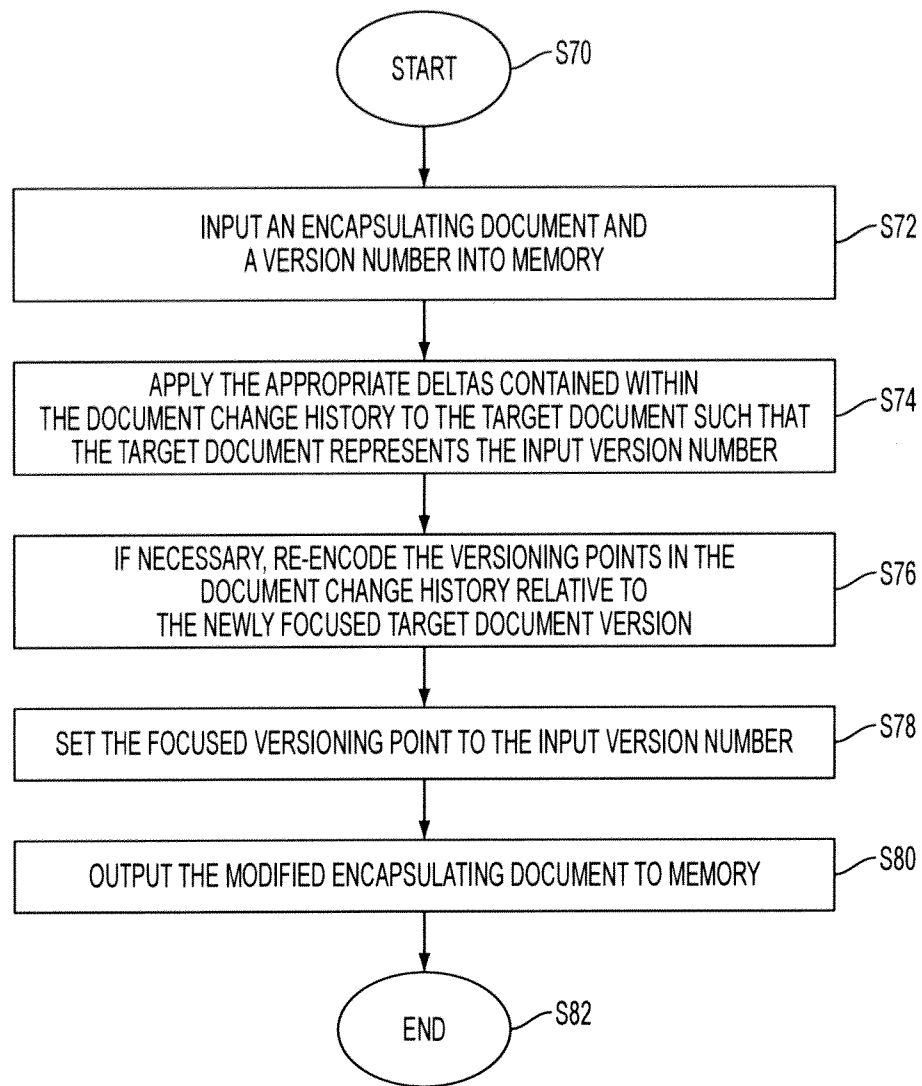 START
S70
INPUT AN ENCAPSULATING DOCUMENT AND
A VERSION NUMBER INTO MEMORY
S72
APPLY THE APPROPRIATE DELTAS CONTAINED WITHIN
THE DOCUMENT CHANGE HISTORY TO THE TARGET DOCUMENT SUCH THAT
THE TARGET DOCUMENT REPRESENTS THE INPUT VERSION NUMBER
S74
IF NECESSARY, RE-ENCODE THE VERSIONING POINTS IN THE
DOCUMENT CHANGE HISTORY RELATIVE TO
THE NEWLY FOCUSED TARGET DOCUMENT VERSION
S76
SET THE FOCUSED VERSIONING POINT TO THE INPUT VERSION NUMBER
S78
OUTPUT THE MODIFIED ENCAPSULATING DOCUMENT TO MEMORY
S80
END
S82